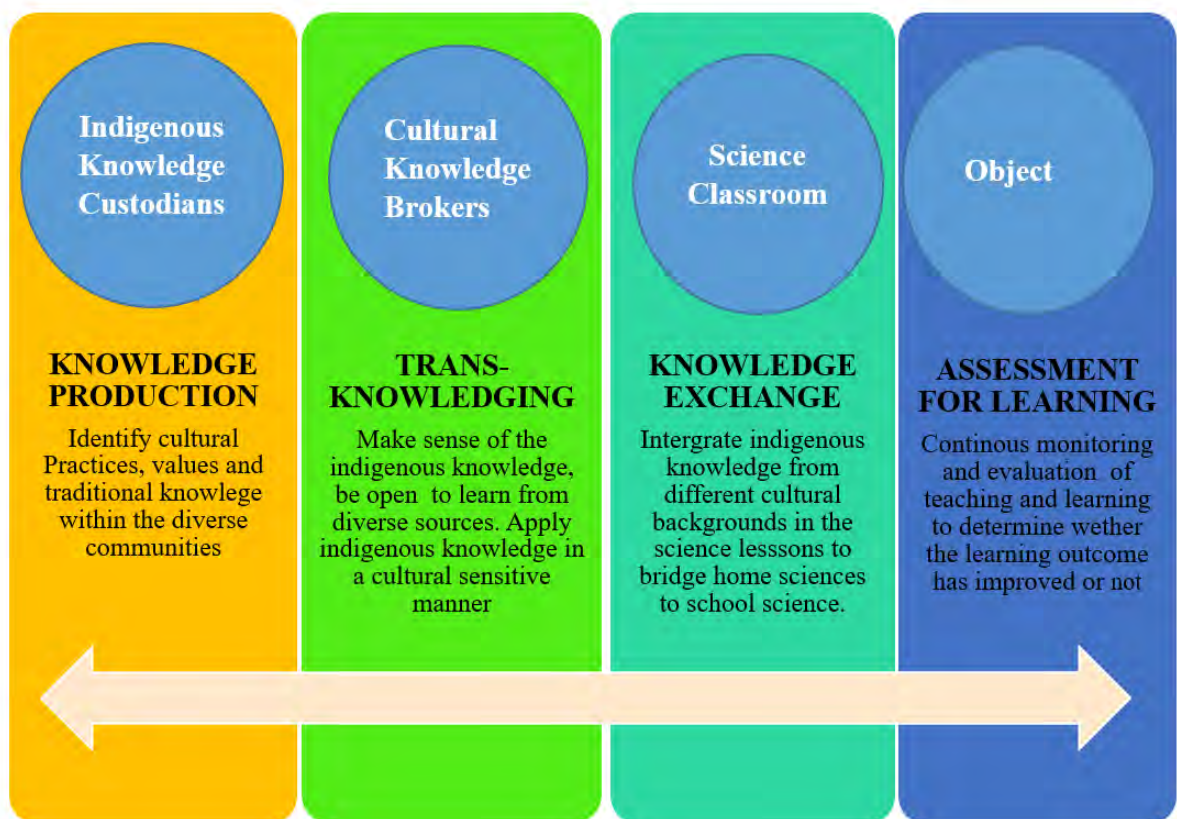 Indigenous
Knowledge
Custodians
KNOWLEDGE
PRODUCTION
Identify cultural
Practices, values and
traditional knowlege
within the diverse
communities
Cultural
Knowledge
Brokers
TRANS-
KNOWLEDGING
Make sense of the
indigenous knowledge,
be open to learn from
diverse sources. Apply
indigenous knowledge in
a cultural sensitive
manner
Science
Classroom
KNOWLEDGE
EXCHANGE
Intergrate indigenous
knowledge from
different cultural
backgrounds in the
science lesssons to
bridge home sciences
to school science.
Object
ASSESSMENT
FOR LEARNING
Continous monitoring
and evaluation of
teaching and learning
to determine wether
the learning outcome
has improved or not